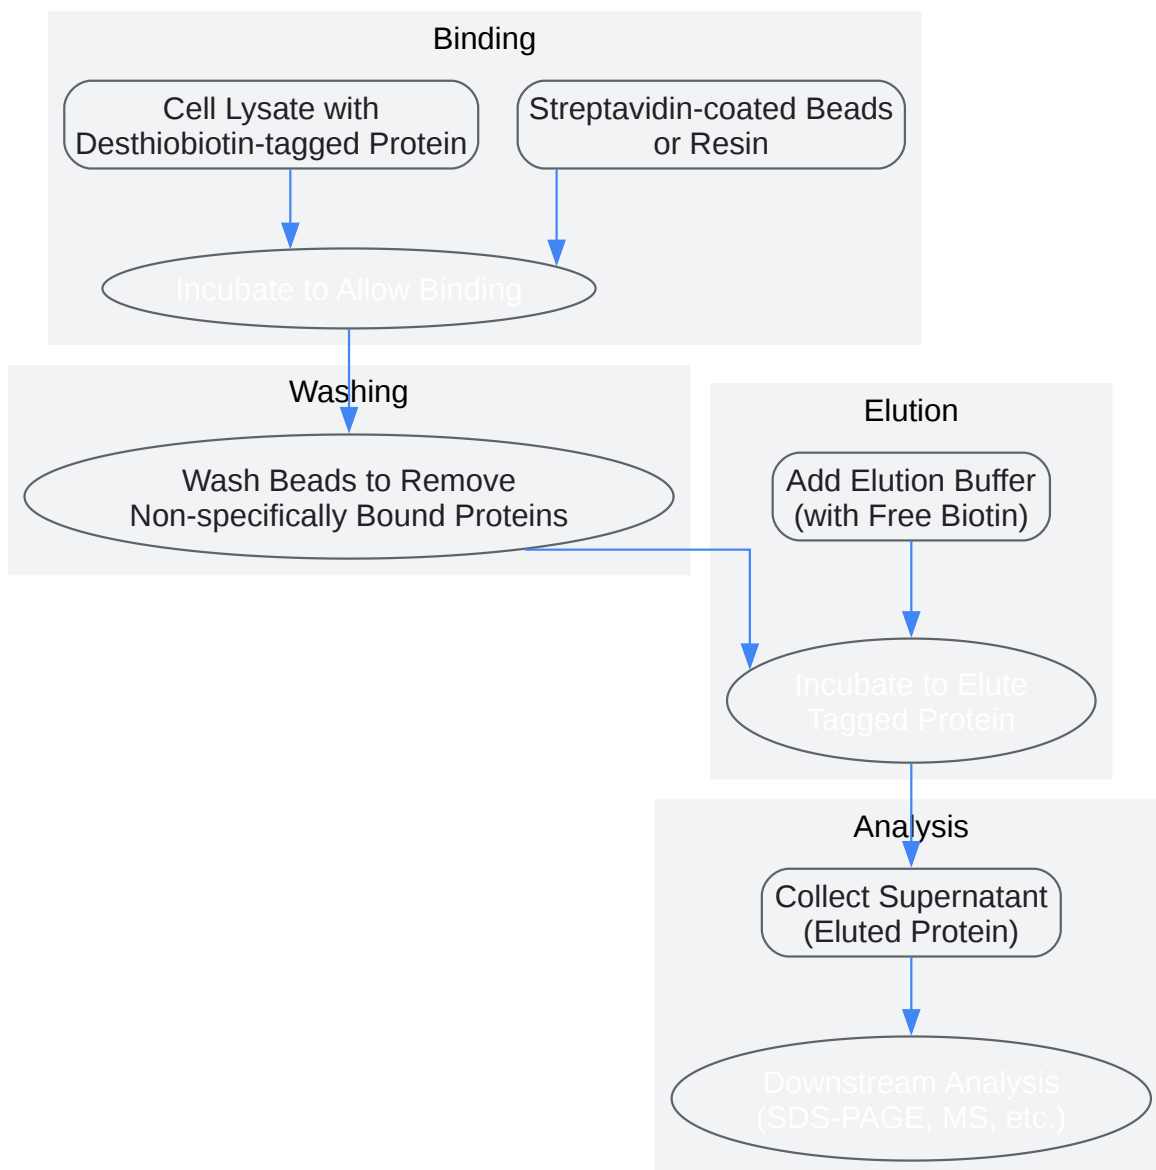 Binding
Cell Lysate with
Desthiobiotin-tagged Protein
Streptavidin-coated Beads
or Resin
Incubate to Allow Binding
Washing
Wash Beads to Remove
Non-specifically Bound Proteins
Elution
Add Elution Buffer
(with Free Biotin)
Incubate to Elute
Tagged Protein
Analysis
Collect Supernatant
(Eluted Protein)
Downstream Analysis
(SDS-PAGE, MS, etc.)